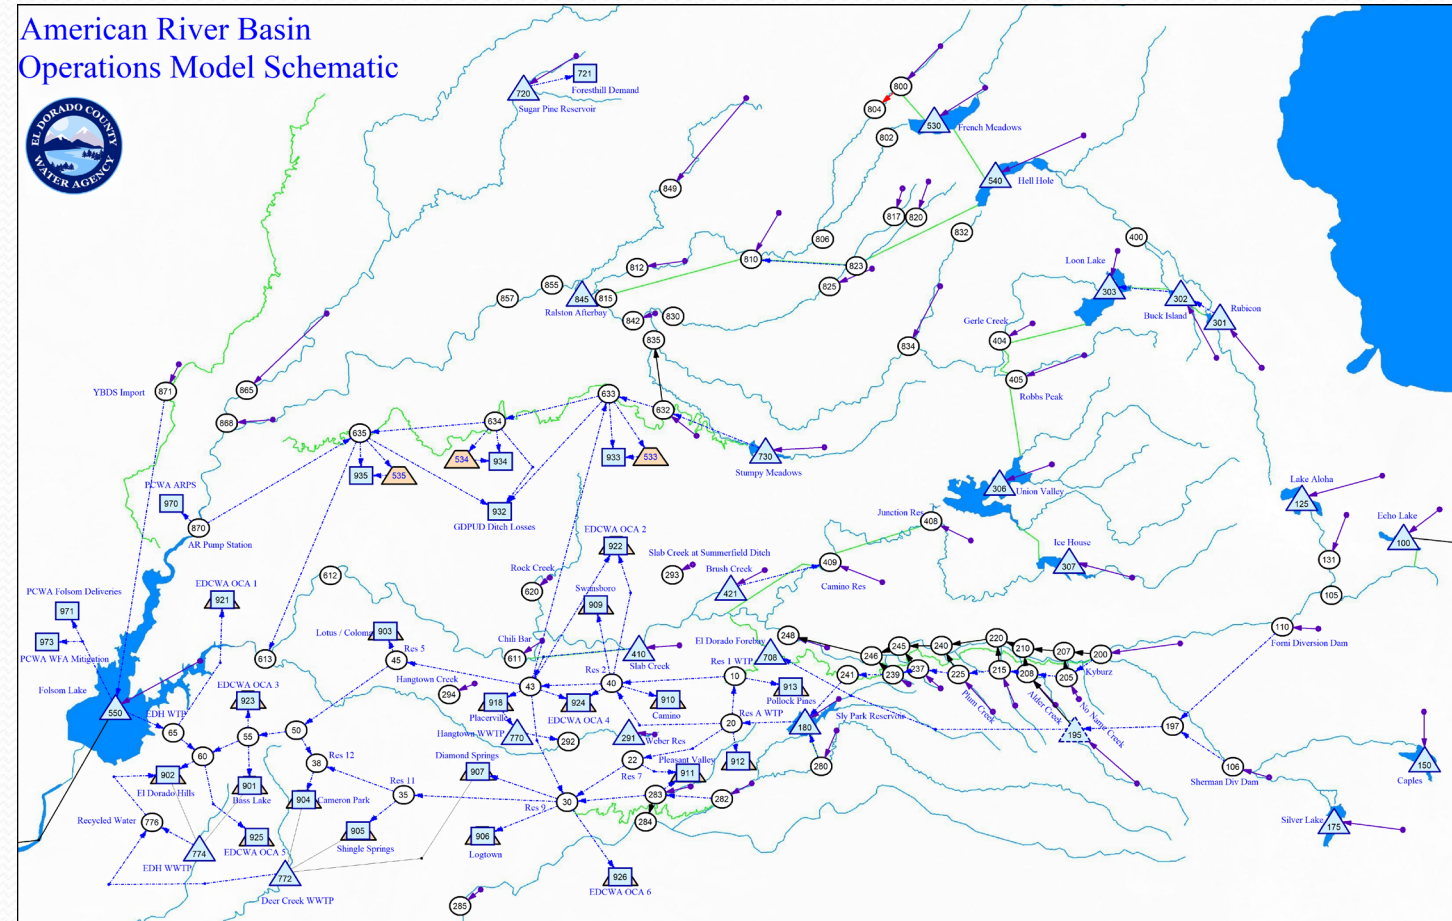 American River Basin
Operations Model Schematic
EL DORADO COUNTY
WATER AGENCY
720
721
Foresthill Demand
Sugar Pine Reservoir
800
804
802
530
French Meadows
540
Hell Hole
849
817
820
832
806
400
812
810
823
825
Loon Lake
303
302
Buck Island
301
Rubicon
855
857
845
815
Ralston Afterbay
842
830
835
834
Gerle Creek
404
405
Robbs Peak
871
YBDS Import
865
868
633
632
634
635
534
934
933
533
935
535
730
Stumpy Meadows
932
GDPUD Ditch Losses
PCWA ARPS
970
870
AR Pump Station
306
Union Valley
Lake Aloha
125
Echo Lake
100
Junction Res
408
Ice House
307
EDCWA OCA 2
922
Slab Creek at Summerfield Ditch
293
Brush Creek
421
409
Camino Res
131
105
612
Rock Creek
620
Swansboro
909
EDCWA OCA 1
921
PCWA Folsom Deliveries
971
973
PCWA WFA Mitigation
Lotus / Coloma
903
Res 5
45
613
Chili Bar
611
410
Slab Creek
El Dorado Forebay
708
248
246
245
240
220
210
207
200
Kyburz
110
Forni Diversion Dam
241
239
237
225
215
208
205
Folsom Lake
550
EDH WTP
65
EDCWA OCA 3
923
Hangtown Creek
294
43
Res 2
40
Res 1 WTP
10
913
Pollock Pines
918
Placerville
924
EDCWA OCA 4
910
Camino
Plum Creek
Alder Creek
No Name Creek
195
197
60
55
50
Hangtown WWTP
770
292
291
Weber Res
Res A WTP
20
180
Sly Park Reservoir
280
38
Res 12
Diamond Springs
907
22
Res 7
Pleasant Valley
911
912
106
Sherman Div Dam
150
Caples
902
El Dorado Hills
901
Bass Lake
904
Cameron Park
Res 11
35
Res 9
30
283
282
284
Recycled Water
776
925
EDCWA OCA 5
905
Shingle Springs
906
Logtown
Silver Lake
175
774
EDH WWTP
772
Deer Creek WWTP
926
EDCWA OCA 6
285